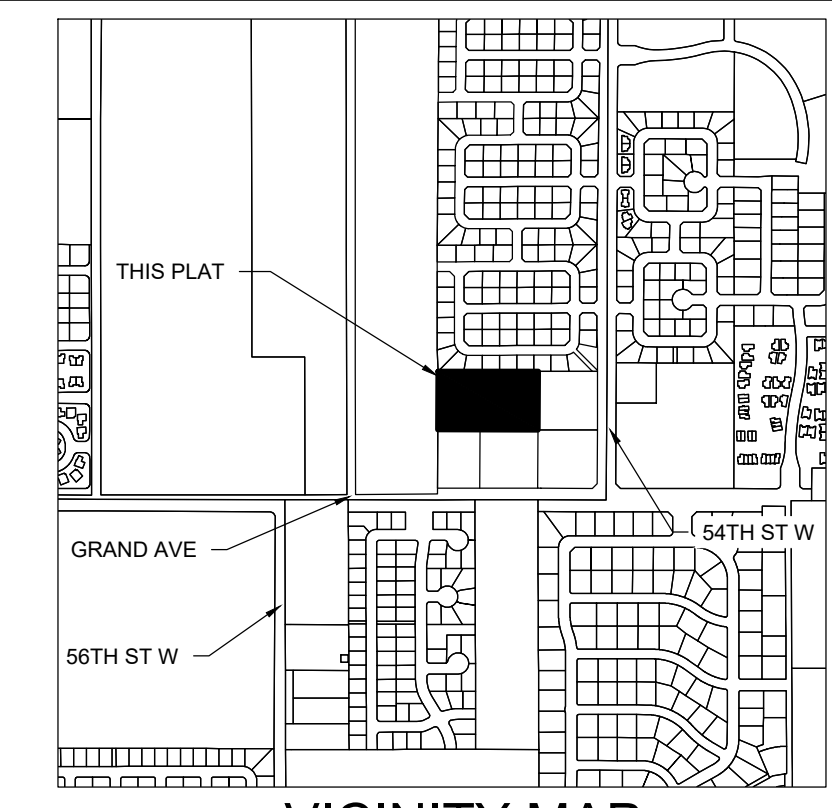 THIS PLAT
GRAND AVE
54TH ST W
56TH ST W
VICINITY MAP